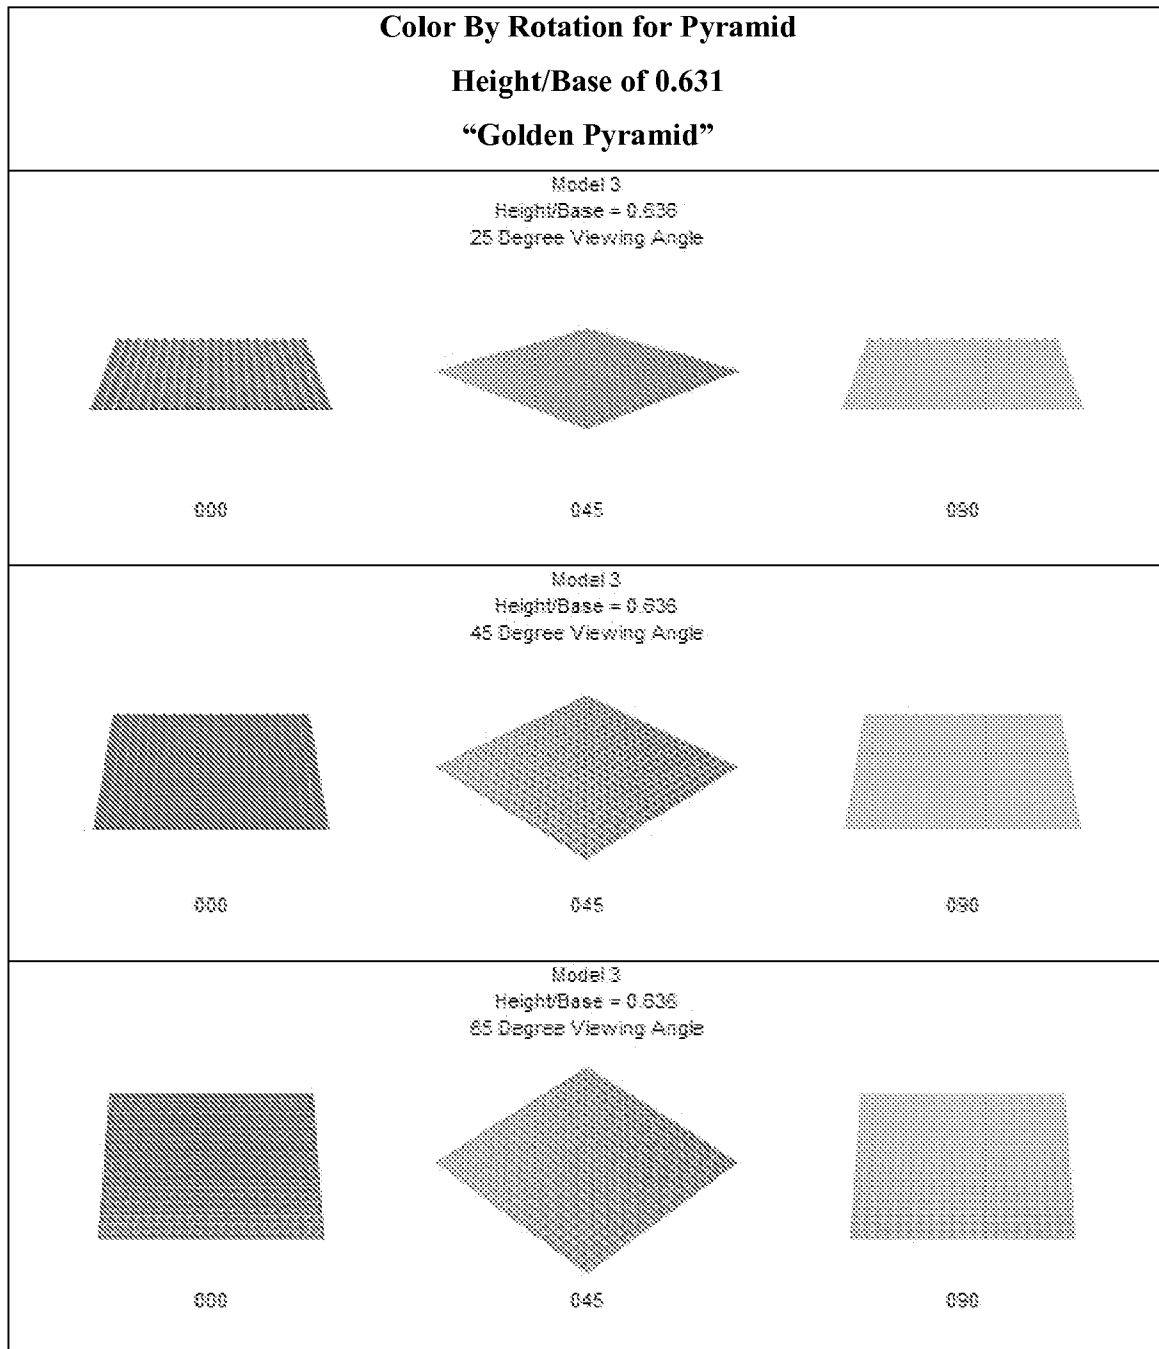 Color By Rotation for Pyramid
Height/Base of 0.631
“Golden Pyramid”
Model 3
Height/Base = 0.636
25 Degree Viewing Angle
000 045 090
Model 3
Height/Base = 0.636
45 Degree Viewing Angle
000 045 090
Model 3
Height/Base = 0.636
65 Degree Viewing Angle
000 045 090